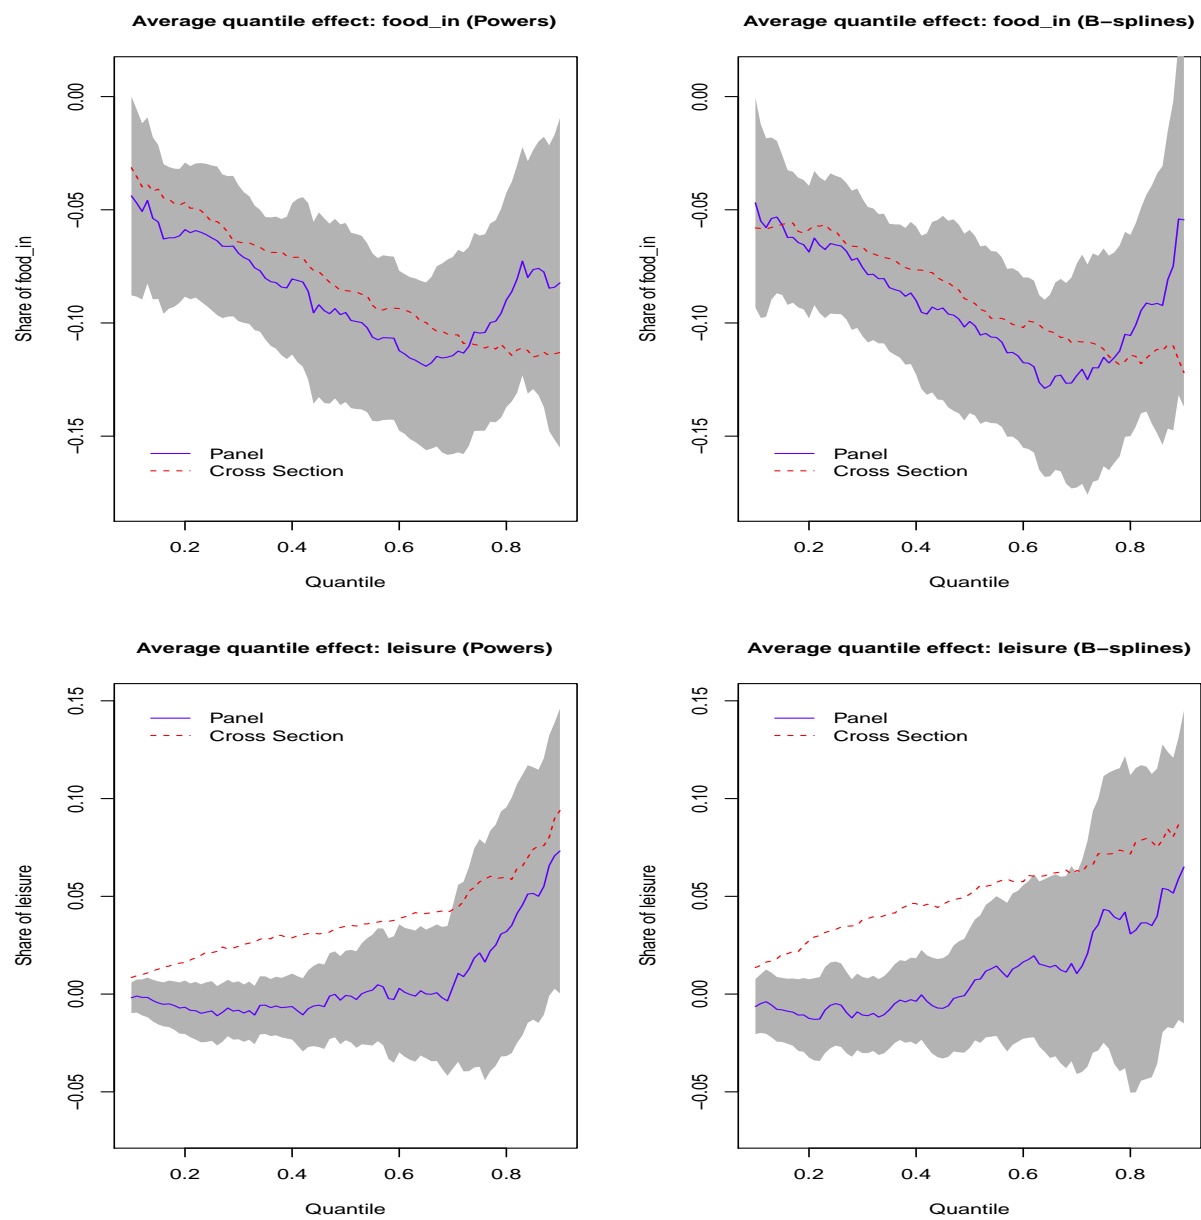 Average quantile effect: food_in (Powers)
Share of food_in
0.00
−0.05
−0.10
−0.15
Panel
Cross Section
0.2 0.4 0.6 0.8
Quantile
Average quantile effect: food_in (B−splines)
Share of food_in
0.00
−0.05
−0.10
−0.15
Panel
Cross Section
0.2 0.4 0.6 0.8
Quantile
Average quantile effect: leisure (Powers)
Share of leisure
0.15
0.10
0.05
0.00
−0.05
Panel
Cross Section
0.2 0.4 0.6 0.8
Quantile
Average quantile effect: leisure (B−splines)
Share of leisure
0.15
0.10
0.05
0.00
−0.05
Panel
Cross Section
0.2 0.4 0.6 0.8
Quantile